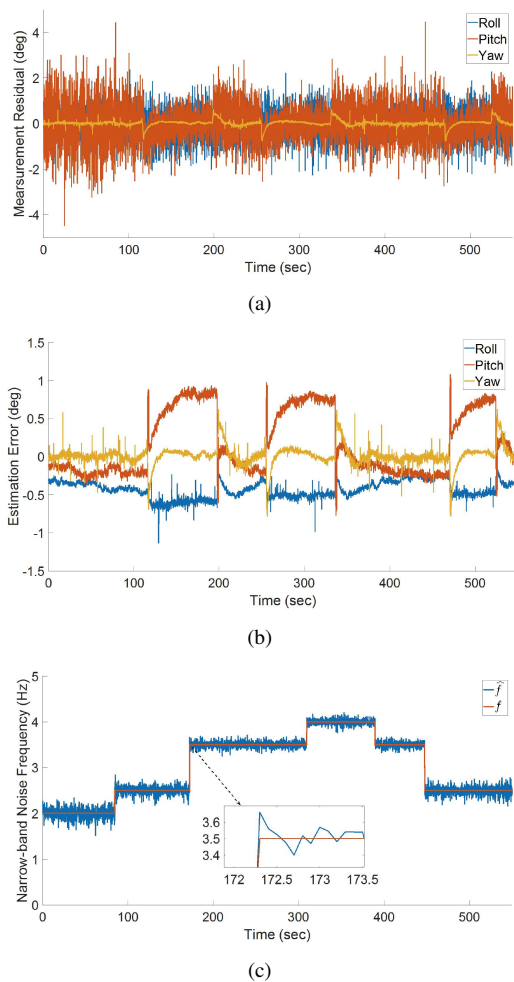 Mearsurement Residual (deg)
4
2
0
-2
-4
Roll
Pitch
Yaw
0 100 200 300 400 500
Time (sec)
(a)
Estimation Error (deg)
1.5
1
0.5
0
-0.5
-1
-1.5
Roll
Pitch
Yaw
0 100 200 300 400 500
Time (sec)
(b)
Narrow-band Noise Frequency (Hz)
5
4
3
2
1
0
f̂
f
3.6
3.5
3.4
172 172.5 173 173.5
0 100 200 300 400 500
Time (sec)
(c)